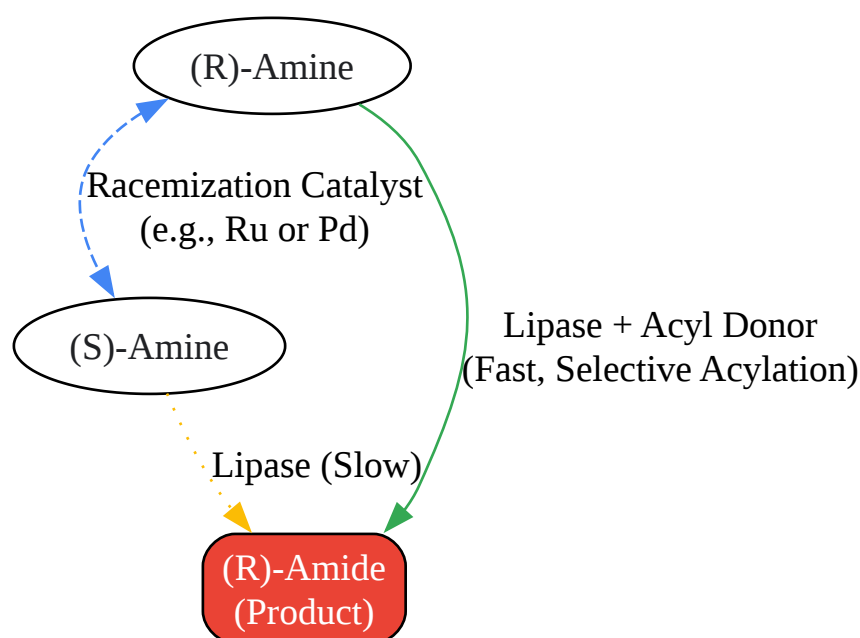 (R)-Amine
Racemization Catalyst
(e.g., Ru or Pd)
Lipase + Acyl Donor
(Fast, Selective Acylation)
(S)-Amine
Lipase (Slow)
(R)-Amide
(Product)